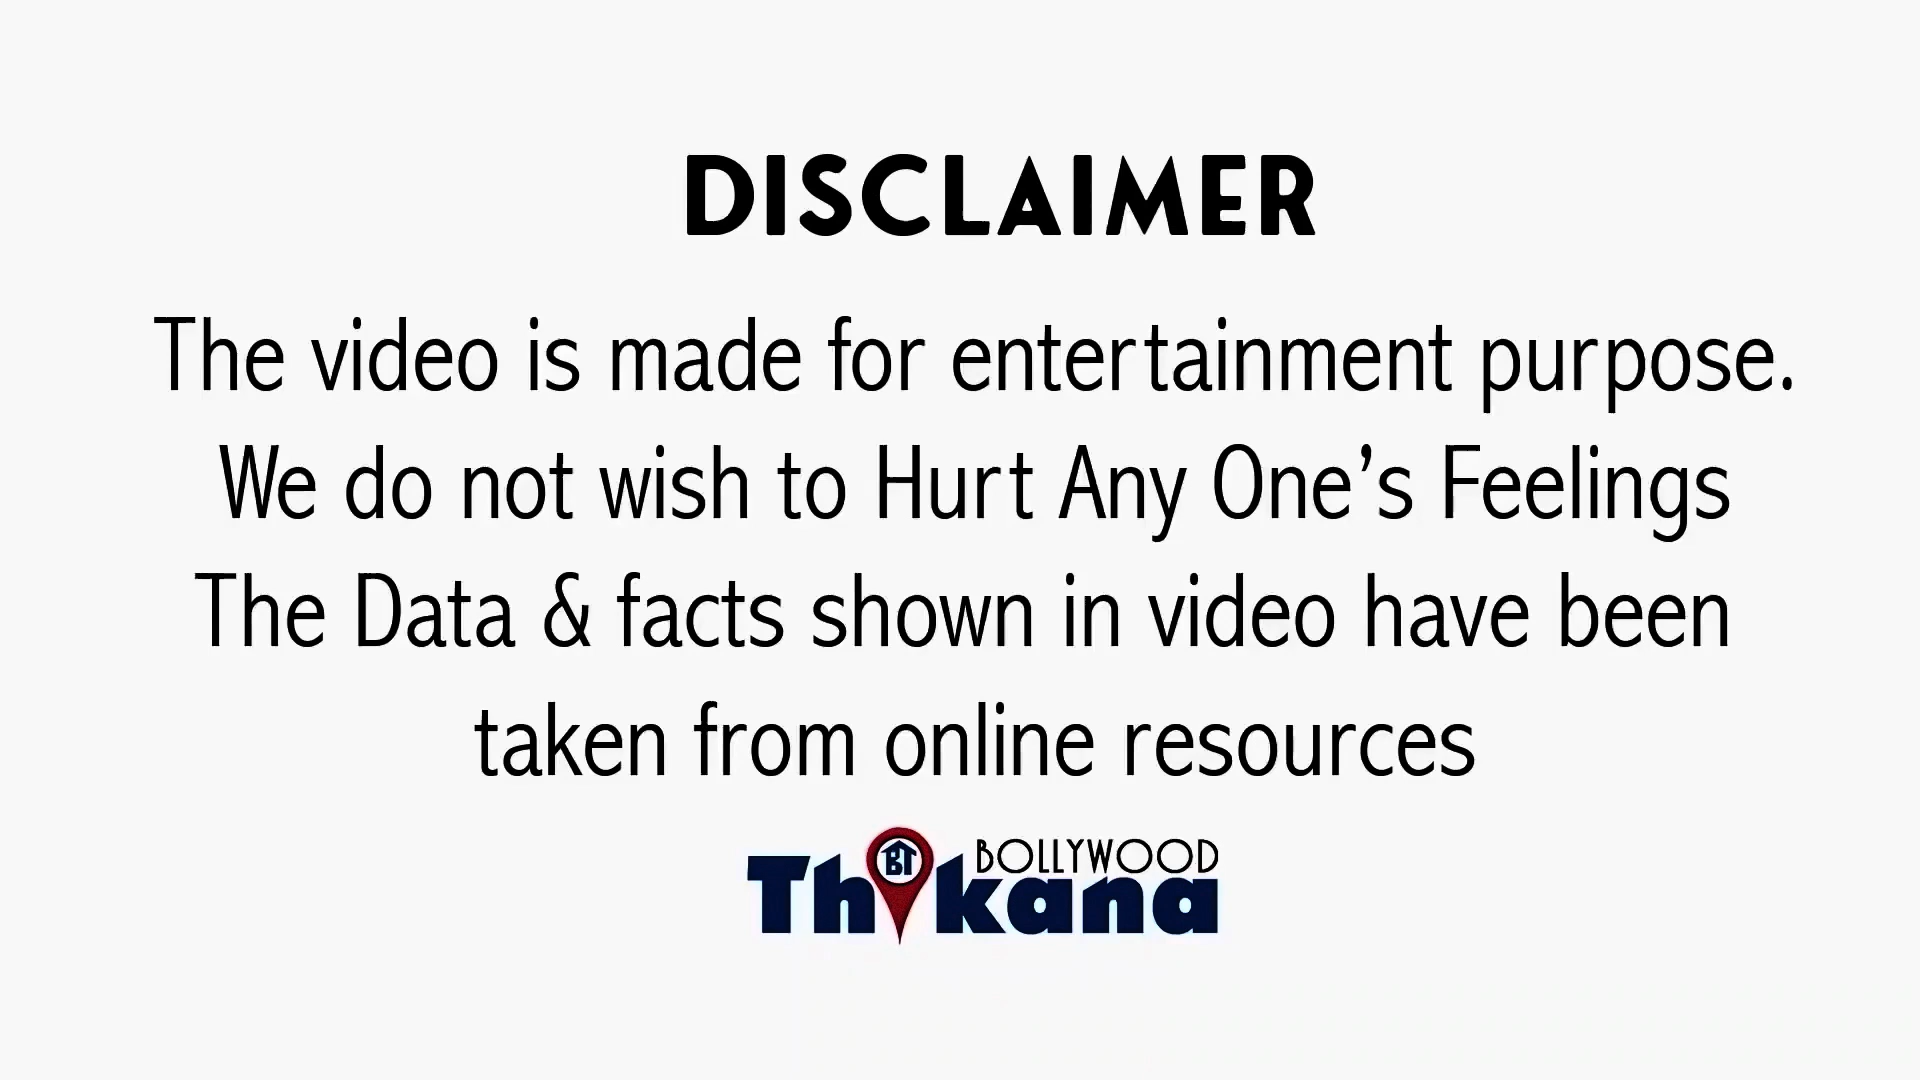 DISCLAIMER
The video is made for entertainment purpose.
We do not wish to Hurt Any One’s Feelings
The Data & facts shown in video have been
taken from online resources
BT
BOLLYWOOD
Thikana